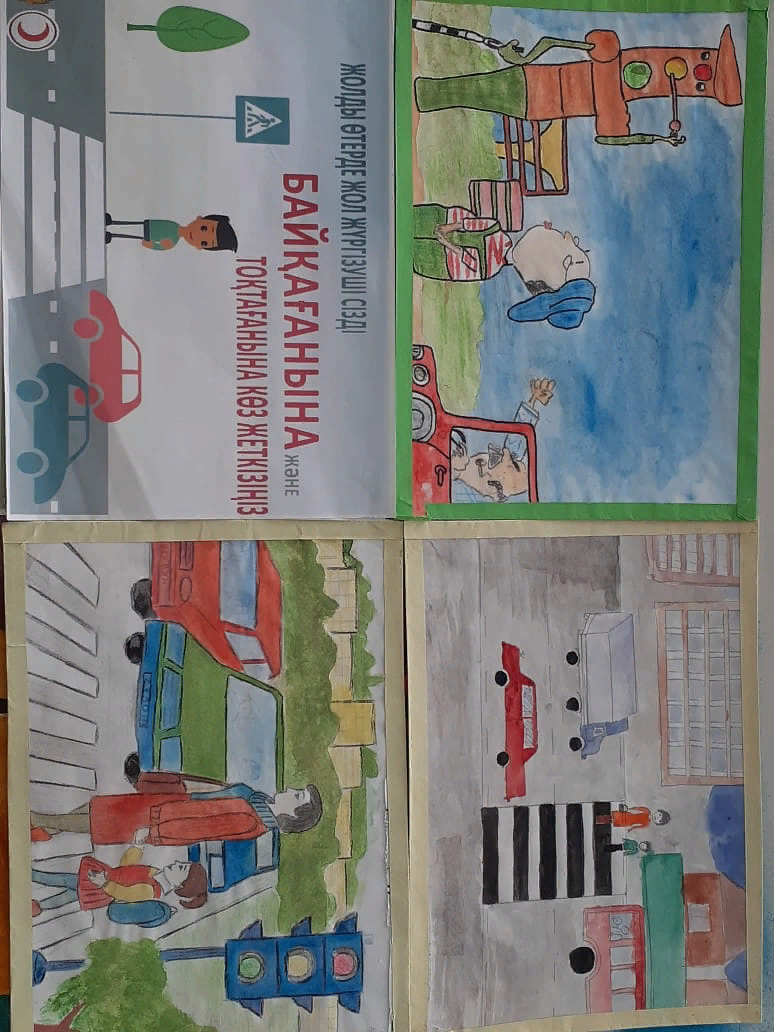 ЖОЛДЫ ӨТЕРДЕ ЖОЛ ЖҮРГІЗУШІ СІЗДІ
БАЙҚАҒАНЫНА ЖӘНЕ
ТОҚТАҒАНЫНА КӨЗ ЖЕТКІЗІҢІЗ